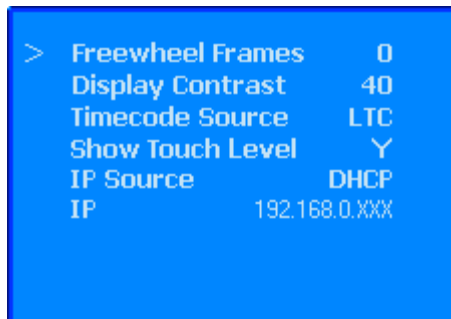 > Freewheel Frames 0
Display Contrast 40
Timecode Source LTC
Show Touch Level Y
IP Source DHCP
IP 192.168.0.XXX